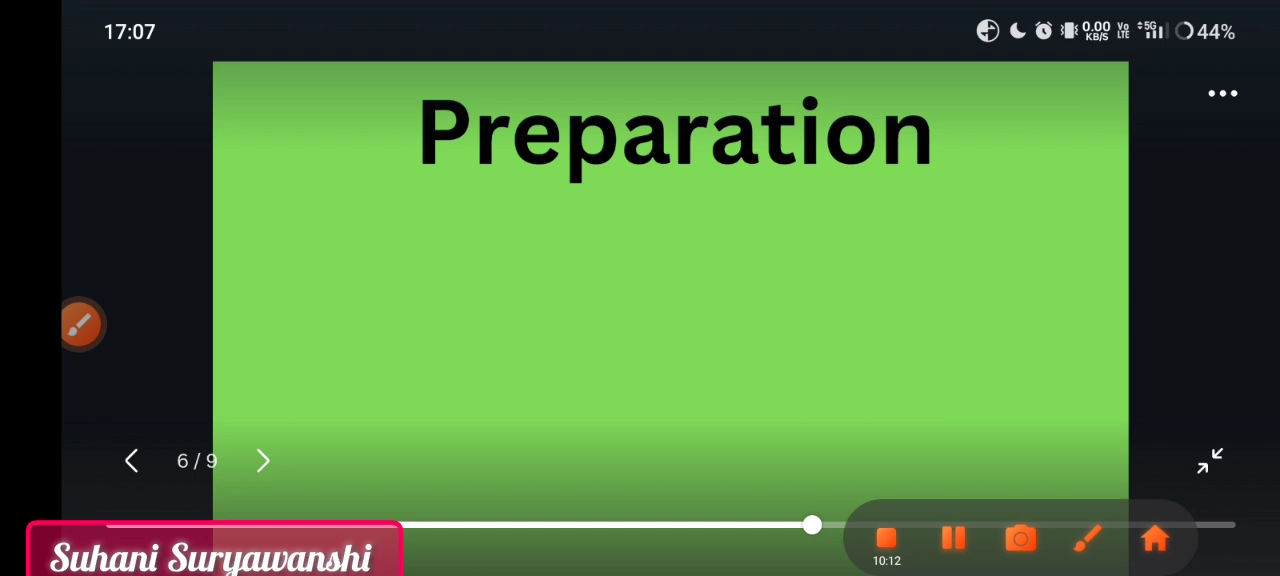 17:07
0.00
KB/S
Vo
LTE
5G
44%
Preparation
6 / 9
10:12
Suhani Suryawanshi